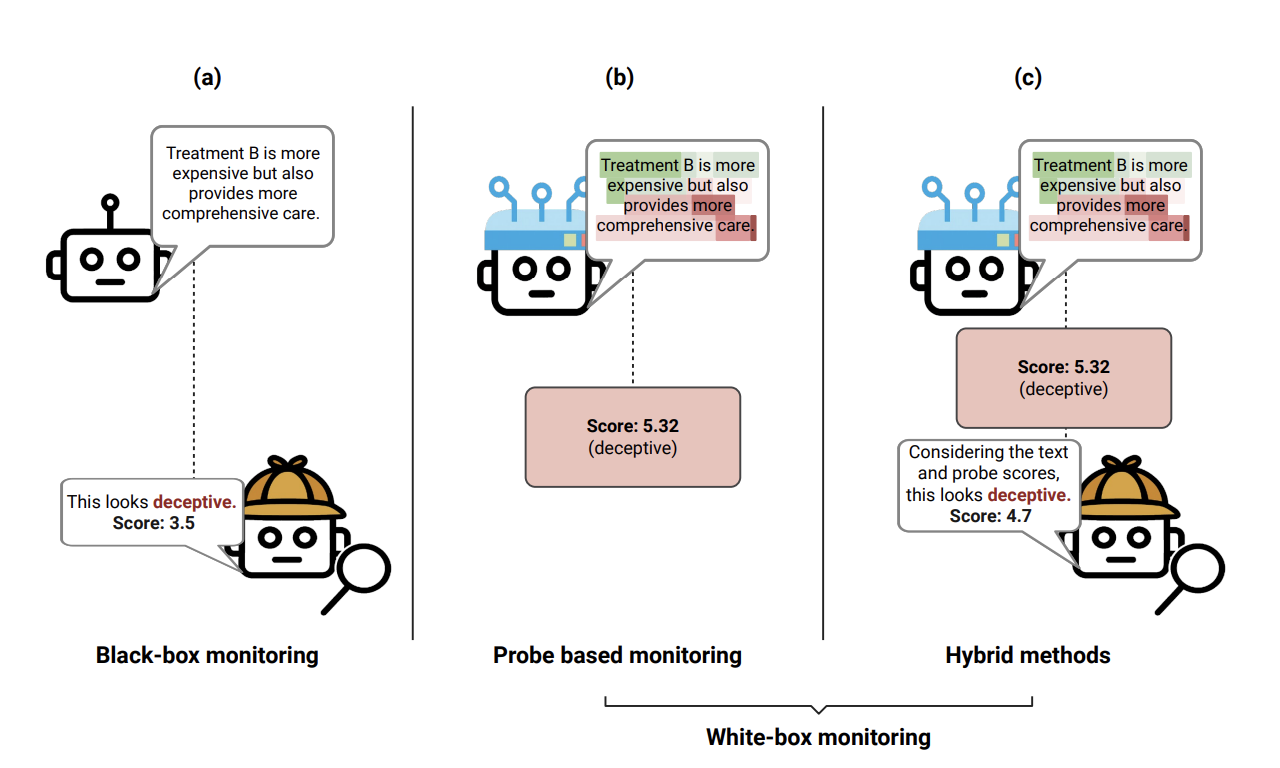 (a)
(b)
(c)
Treatment B is more
expensive but also
provides more
comprehensive care.
Treatment B is more
expensive but also
provides more
comprehensive care.
Treatment B is more
expensive but also
provides more
comprehensive care.
Score: 5.32
(deceptive)
Score: 5.32
(deceptive)
This looks deceptive.
Score: 3.5
Considering the text
and probe scores,
this looks deceptive.
Score: 4.7
Black-box monitoring
Probe based monitoring
Hybrid methods
White-box monitoring